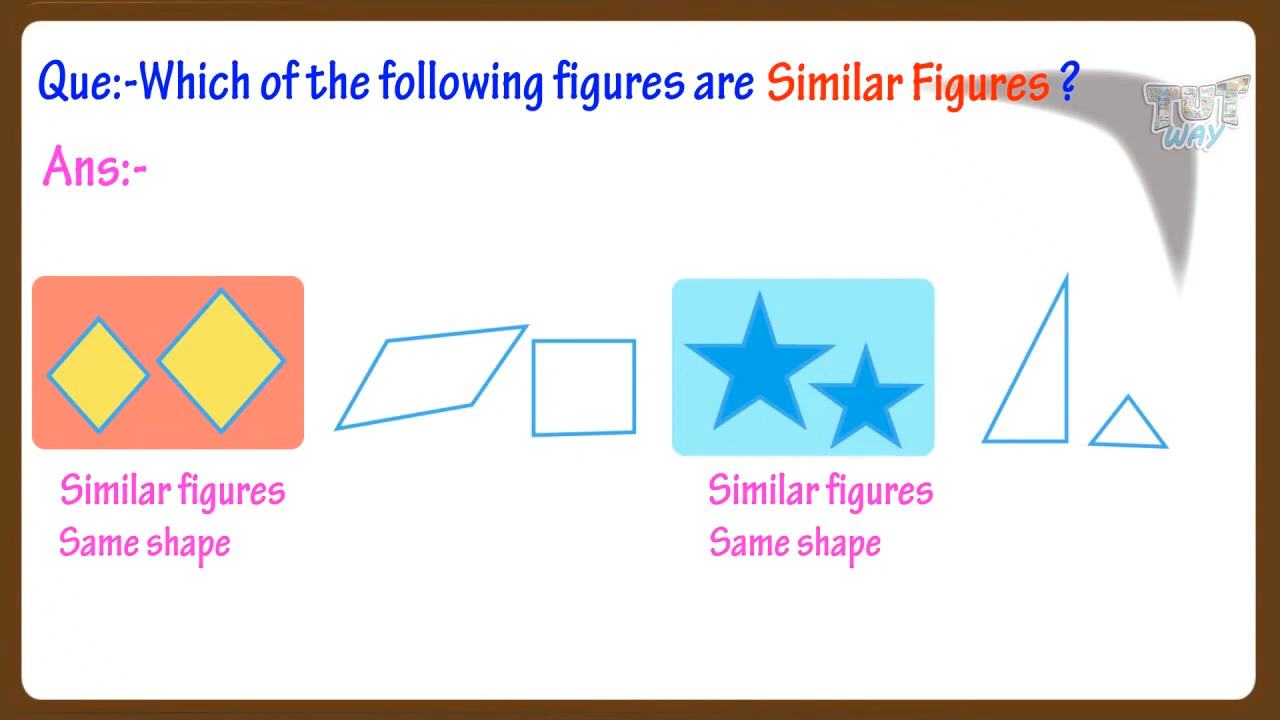 Que:-Which of the following figures are Similar Figures ?
TUT
WAY
Ans:-
Similar figures
Same shape
Similar figures
Same shape